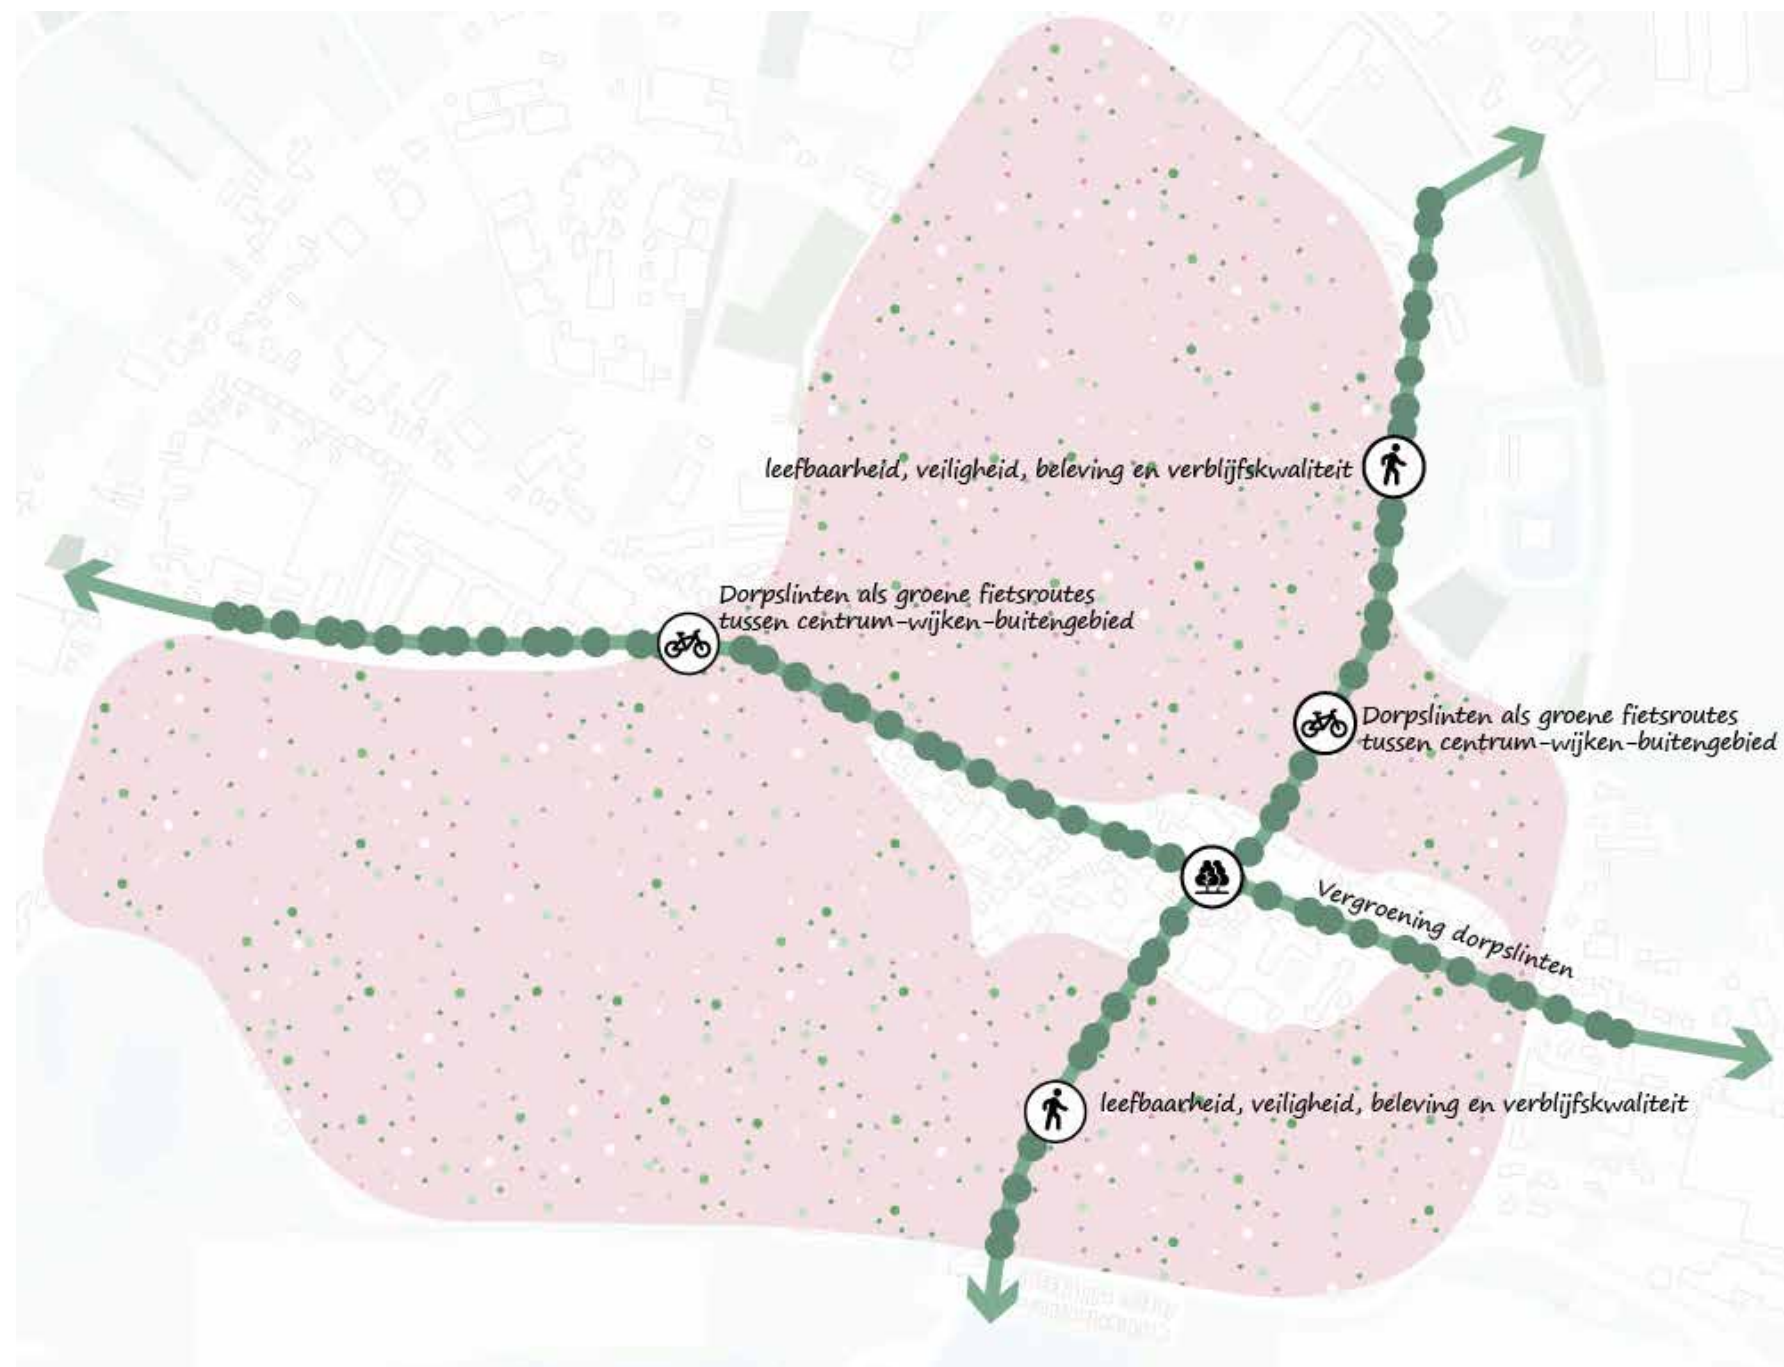 leefbaarheid, veiligheid, beleving en verblijfskwaliteit
Dorpslinten als groene fietsroutes
tussen centrum-wijken-buitengebied
Dorpslinten als groene fietsroutes
tussen centrum-wijken-buitengebied
Vergroening dorpslinten
leefbaarheid, veiligheid, beleving en verblijfskwaliteit